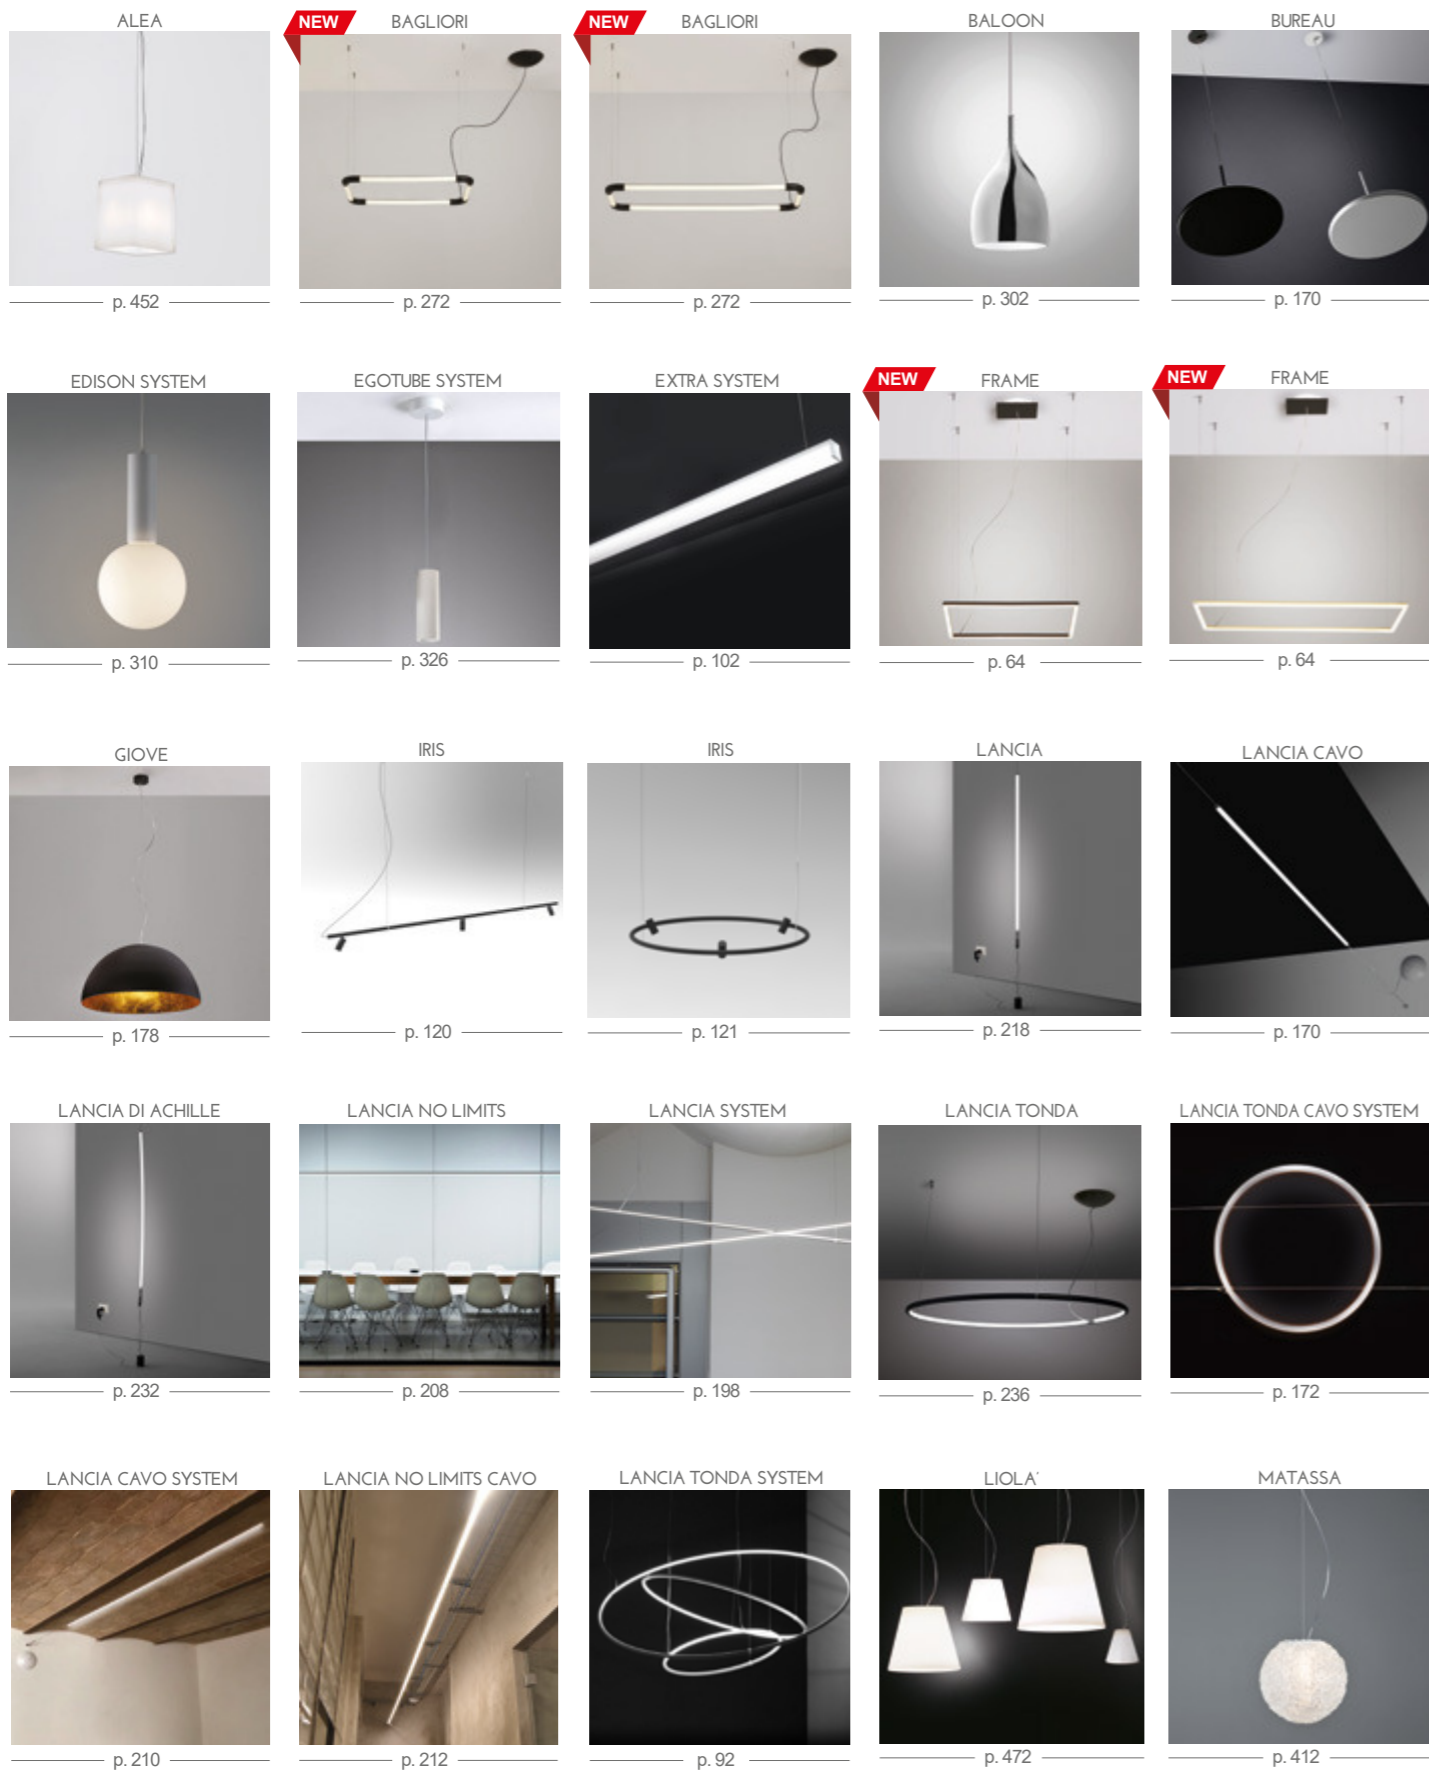 ALEA
NEW
BAGLIORI
NEW
BAGLIORI
BALOON
BUREAU
p. 452
p. 272
p. 272
p. 302
p. 170
EDISON SYSTEM
EGOTUBE SYSTEM
EXTRA SYSTEM
NEW
FRAME
NEW
FRAME
p. 310
p. 326
p. 102
p. 64
p. 64
GIOVE
IRIS
IRIS
LANCIA
LANCIA CAVO
p. 178
p. 120
p. 121
p. 218
p. 170
LANCIA DI ACHILLE
LANCIA NO LIMITS
LANCIA SYSTEM
LANCIA TONDA
LANCIA TONDA CAVO SYSTEM
p. 232
p. 208
p. 198
p. 236
p. 172
LANCIA CAVO SYSTEM
LANCIA NO LIMITS CAVO
LANCIA TONDA SYSTEM
LIOLA'
MATASSA
p. 210
p. 212
p. 92
p. 472
p. 412